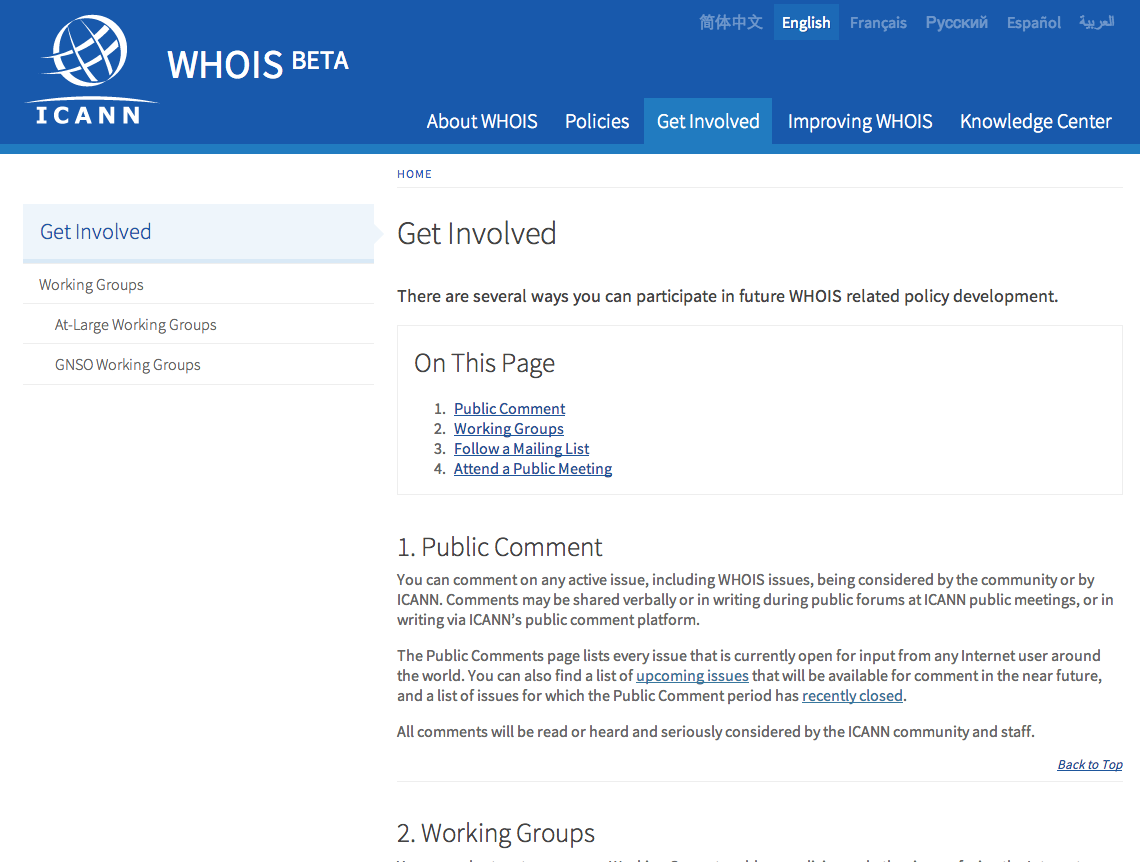 简体中文 English Français Русский Español العربية
WHOIS BETA
ICANN
About WHOIS Policies Get Involved Improving WHOIS Knowledge Center
HOME
Get Involved
Working Groups
At-Large Working Groups
GNSO Working Groups
Get Involved
There are several ways you can participate in future WHOIS related policy development.
On This Page
1. Public Comment
2. Working Groups
3. Follow a Mailing List
4. Attend a Public Meeting
1. Public Comment
You can comment on any active issue, including WHOIS issues, being considered by the community or by
ICANN. Comments may be shared verbally or in writing during public forums at ICANN public meetings, or in
writing via ICANN’s public comment platform.
The Public Comments page lists every issue that is currently open for input from any Internet user around
the world. You can also find a list of upcoming issues that will be available for comment in the near future,
and a list of issues for which the Public Comment period has recently closed.
All comments will be read or heard and seriously considered by the ICANN community and staff.
Back to Top
2. Working Groups